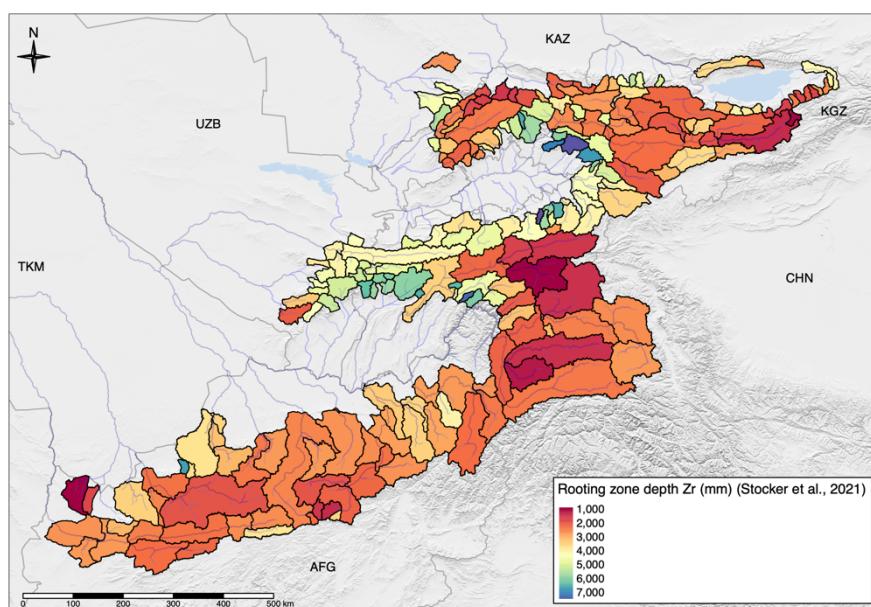 N
KAZ
UZB
KGZ
TKM
CHN
AFG
Rooting zone depth Zr (mm) (Stocker et al., 2021)
1,000
2,000
3,000
4,000
5,000
6,000
7,000
0 100 200 300 400 500 km